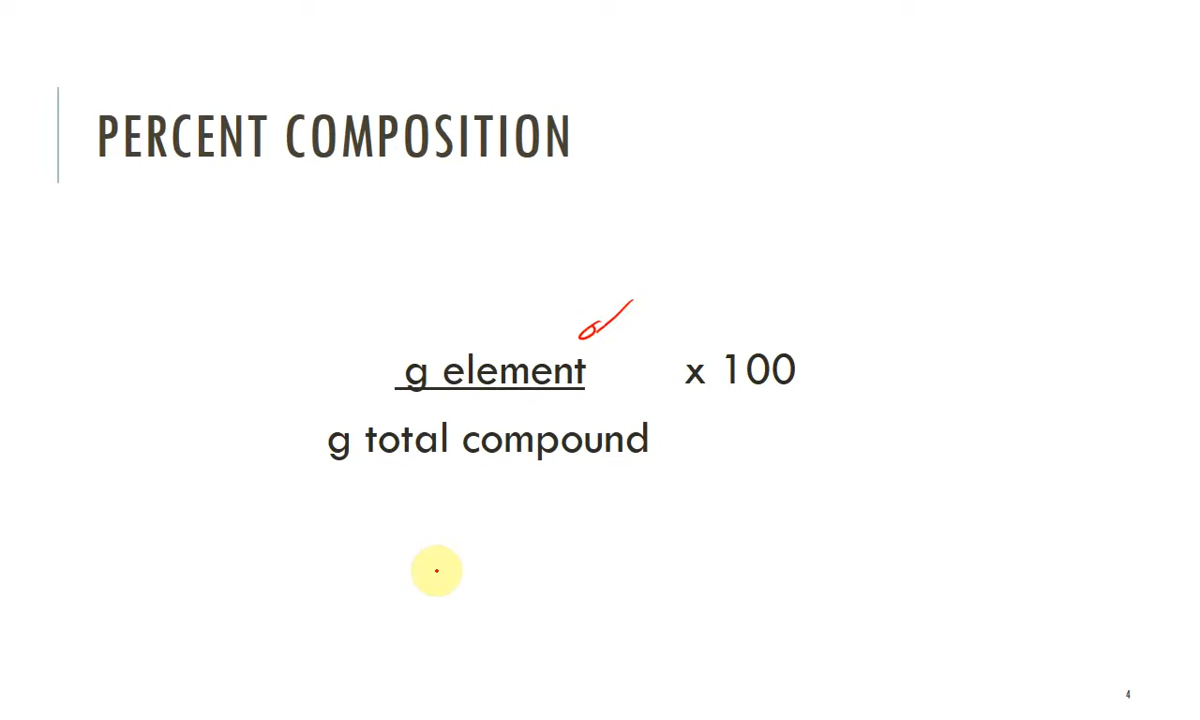 PERCENT COMPOSITION
g element x 100
g total compound
4